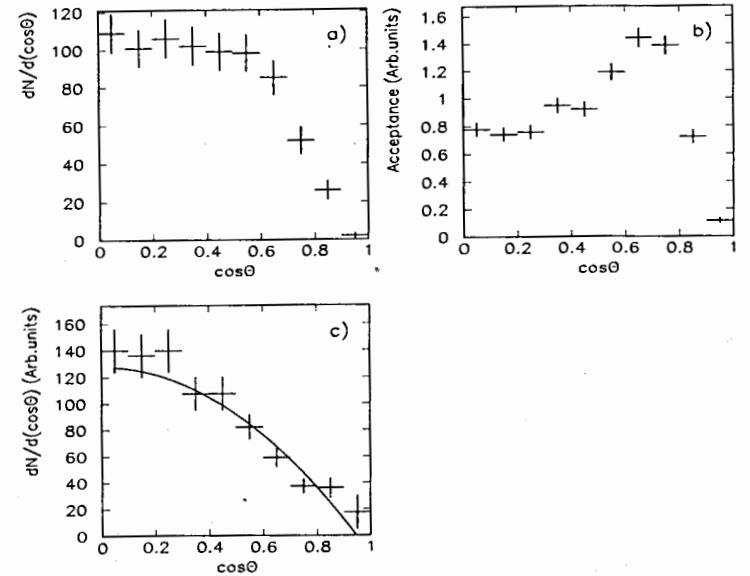 120
100
80
60
40
20
0
dN/d(cosΘ)
a)
0 0.2 0.4 0.6 0.8 1
cosΘ
1.6
1.4
1.2
1
0.8
0.6
0.4
0.2
0
Acceptance (Arb.units)
b)
0 0.2 0.4 0.6 0.8 1
cosΘ
160
140
120
100
80
60
40
20
0
dN/d(cosΘ) (Arb.units)
c)
0 0.2 0.4 0.6 0.8 1
cosΘ